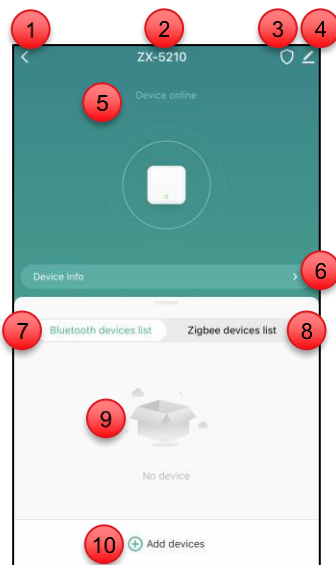 1
2
3
4
ZX-5210
5
Device online
Device Info
6
7
Bluetooth devices list
Zigbee devices list
8
9
No device
10
Add devices